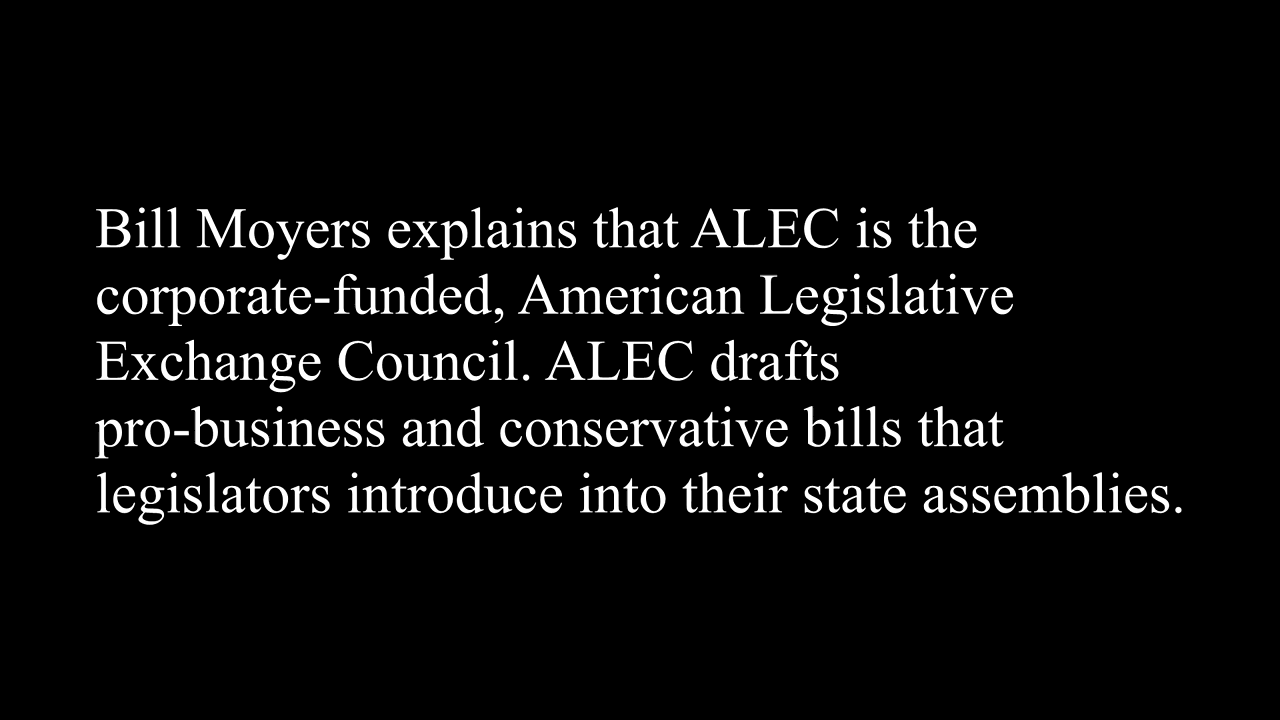 Bill Moyers explains that ALEC is the
corporate-funded, American Legislative
Exchange Council. ALEC drafts
pro-business and conservative bills that
legislators introduce into their state assemblies.